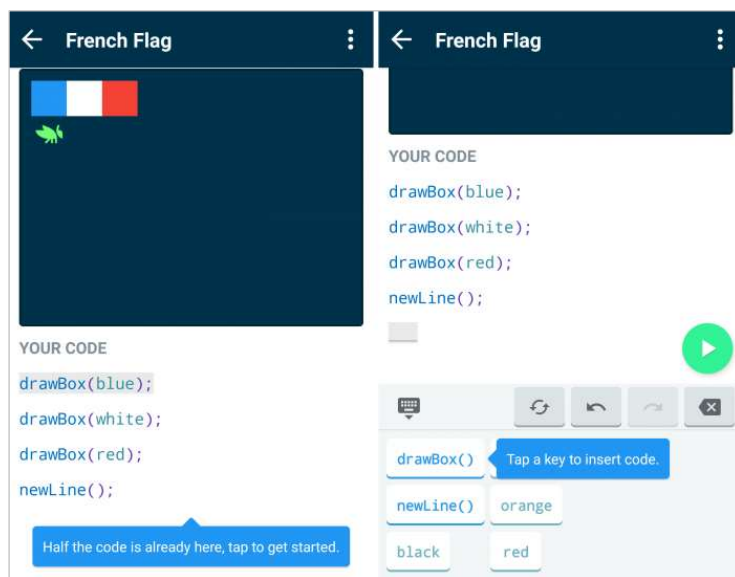 French Flag
YOUR CODE
drawBox(blue);
drawBox(white);
drawBox(red);
newLine();
Half the code is already here, tap to get started.
French Flag
YOUR CODE
drawBox(blue);
drawBox(white);
drawBox(red);
newLine();
drawBox()
Tap a key to insert code.
newLine()
orange
black
red